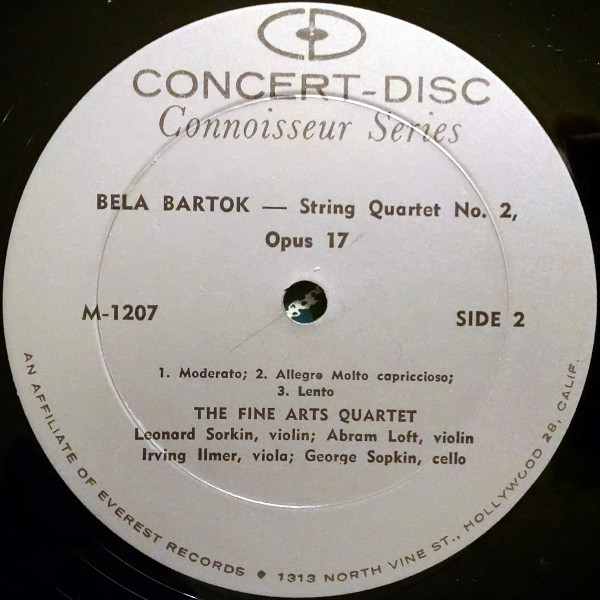 CD
CONCERT-DISC
Connoisseur Series
BELA BARTOK — String Quartet No. 2,
Opus 17
M-1207
SIDE 2
1. Moderato; 2. Allegro Molto capriccioso;
3. Lento
THE FINE ARTS QUARTET
Leonard Sorkin, violin; Abram Loft, violin
Irving Ilmer, viola; George Sopkin, cello
AN AFFILIATE OF EVEREST RECORDS ● 1313 NORTH VINE ST., HOLLYWOOD 28, CALIF.